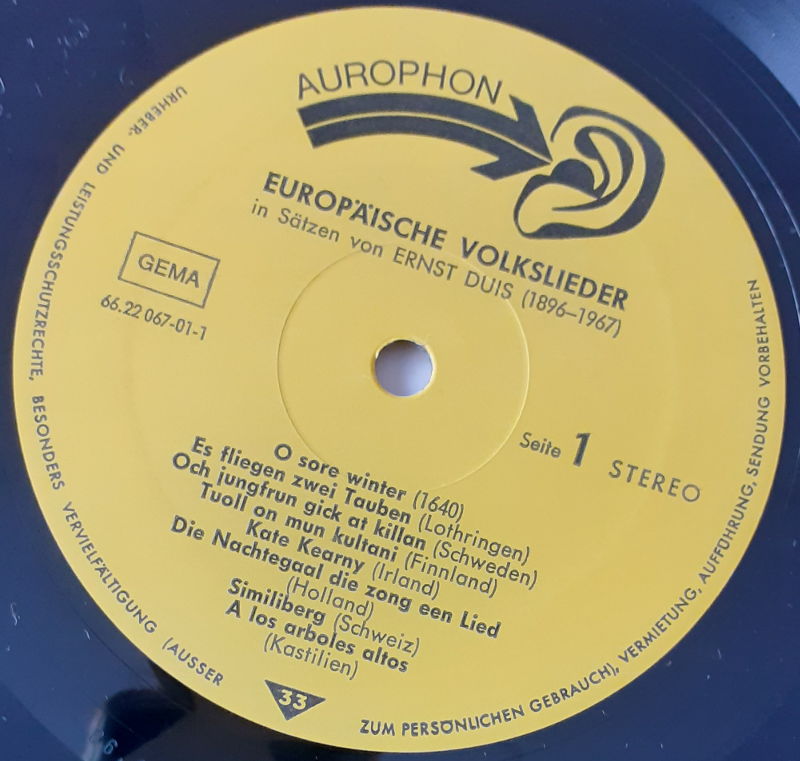 AUROPHON
EUROPÄISCHE VOLKSLIEDER
in Sätzen von ERNST DUIS (1896–1967)
GEMA
66.22 067-01-1
Seite 1 STEREO
O sore winter (1640)
Es fliegen zwei Tauben (Lothringen)
Och jungfrun gick at killan (Schweden)
Tuoll on mun kultani (Finnland)
Kate Kearny (Irland)
Die Nachtegaal die zong een Lied
(Holland)
Similiberg (Schweiz)
A los arboles altos
(Kastilien)
33
URHEBER- UND LEISTUNGSSCHUTZRECHTE, BESONDERS VERVIELFÄLTIGUNG (AUSSER ZUM PERSÖNLICHEN GEBRAUCH), VERMIETUNG, AUFFÜHRUNG, SENDUNG VORBEHALTEN